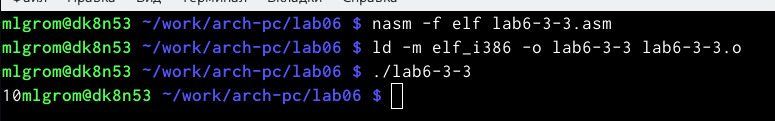 mlgrom@dk8n53 ~/work/arch-pc/lab06 $ nasm -f elf lab6-3-3.asm
mlgrom@dk8n53 ~/work/arch-pc/lab06 $ ld -m elf_i386 -o lab6-3-3 lab6-3-3.o
mlgrom@dk8n53 ~/work/arch-pc/lab06 $ ./lab6-3-3
10mlgrom@dk8n53 ~/work/arch-pc/lab06 $